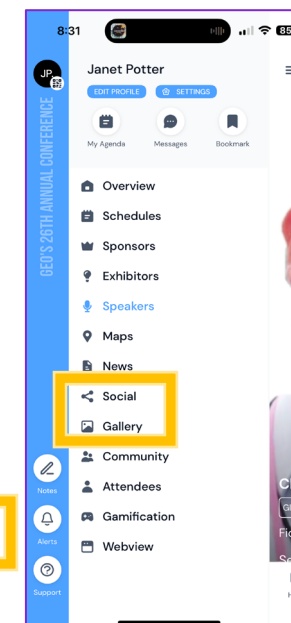 8:31
85
JP
Janet Potter
EDIT PROFILE
SETTINGS
My Agenda
Messages
Bookmark
GEO'S 26TH ANNUAL CONFERENCE
Overview
Schedules
Sponsors
Exhibitors
Speakers
Maps
News
Social
Gallery
Community
Attendees
Gamification
Webview
Notes
Alerts
Support